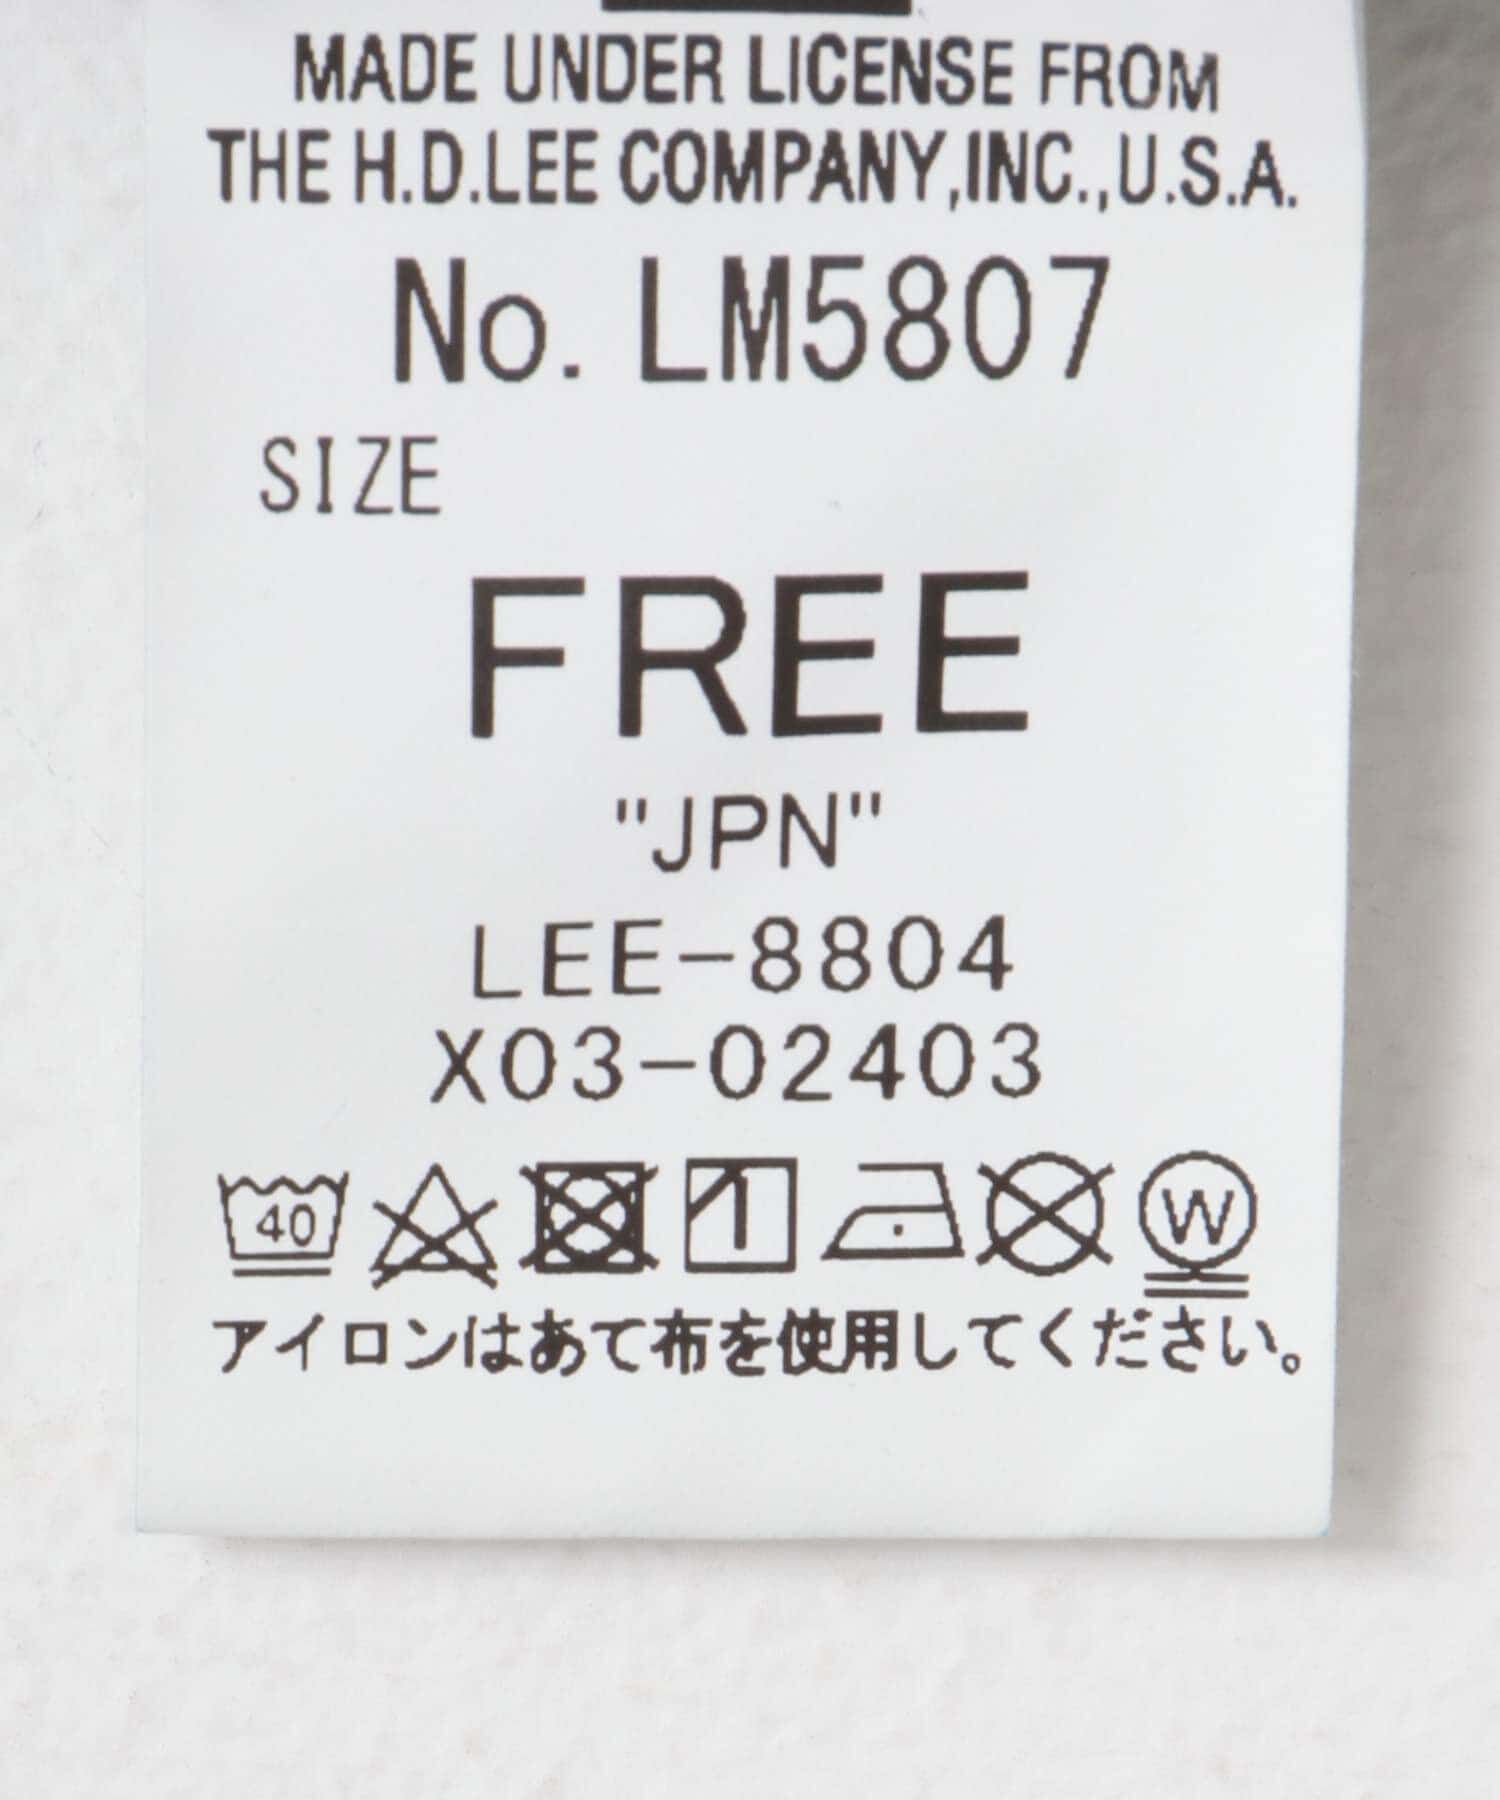 MADE UNDER LICENSE FROM
THE H.D.LEE COMPANY,INC.,U.S.A.
No. LM5807
SIZE
FREE
"JPN"
LEE-8804
X03-02403
40 W
アイロンはあて布を使用してください。